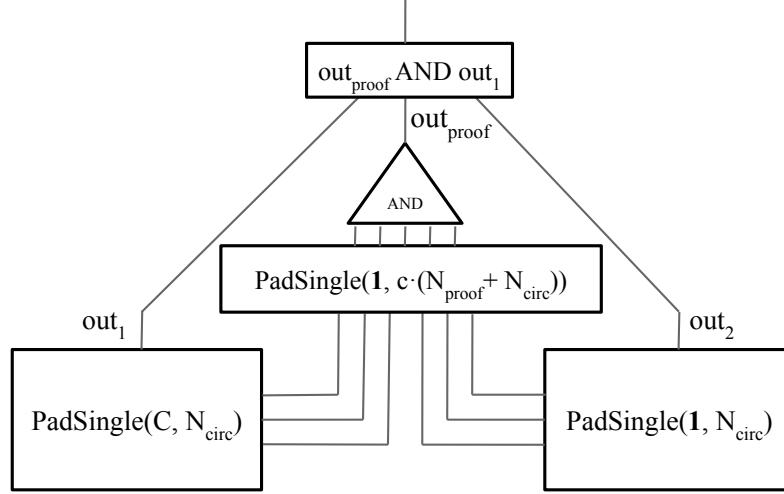 out_proof AND out_1
out_proof
AND
PadSingle(1, c·(N_proof + N_circ))
out_1
out_2
PadSingle(C, N_circ)
PadSingle(1, N_circ)